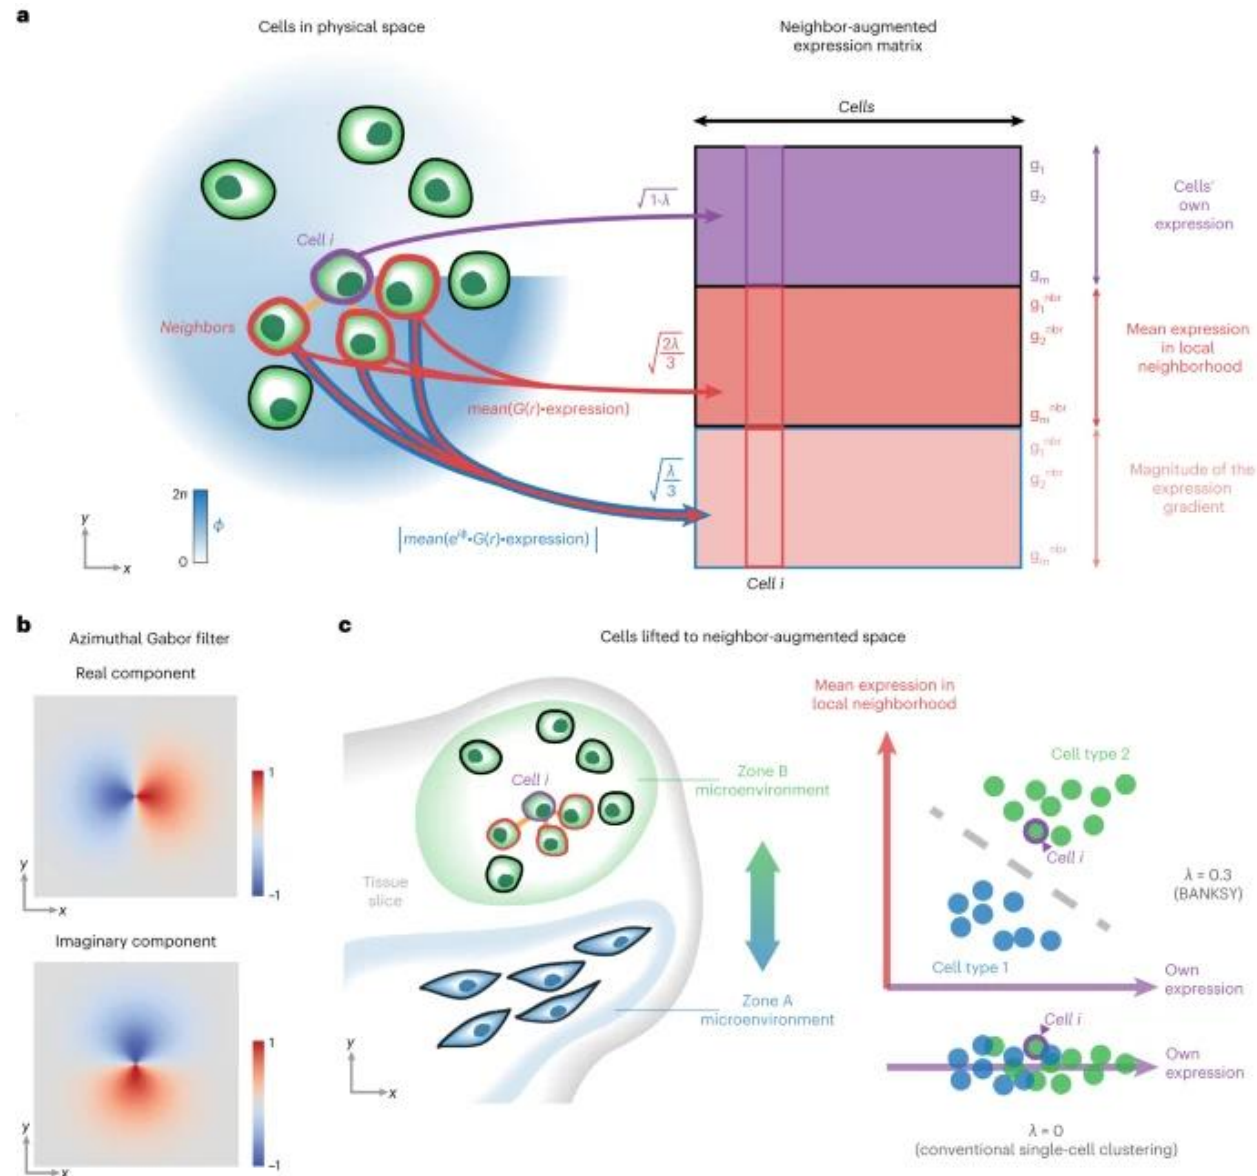 a
Cells in physical space
Neighbor-augmented
expression matrix
Cells
Cell i
Neighbors
√1-λ
√2λ/3
mean(G(r)•expression)
√λ/3
|mean(e^iϕ•G(r)•expression)|
2π
0
ϕ
y
x
g₁
g₂
gₘ
g₁ⁿᵇʳ
g₂ⁿᵇʳ
gₘⁿᵇʳ
g₁ⁿᵇʳ
g₂ⁿᵇʳ
gₘⁿᵇʳ
Cells'
own
expression
Mean expression
in local
neighborhood
Magnitude of the
expression
gradient
Cell i
b
Azimuthal Gabor filter
Real component
1
-1
y
x
Imaginary component
1
-1
y
x
c
Cells lifted to neighbor-augmented space
Cell i
Tissue
slice
Zone B
microenvironment
Zone A
microenvironment
y
x
Mean expression in
local neighborhood
Cell type 2
Cell i
λ = 0.3
(BANKSY)
Cell type 1
Own
expression
Cell i
Own
expression
λ = 0
(conventional single-cell clustering)